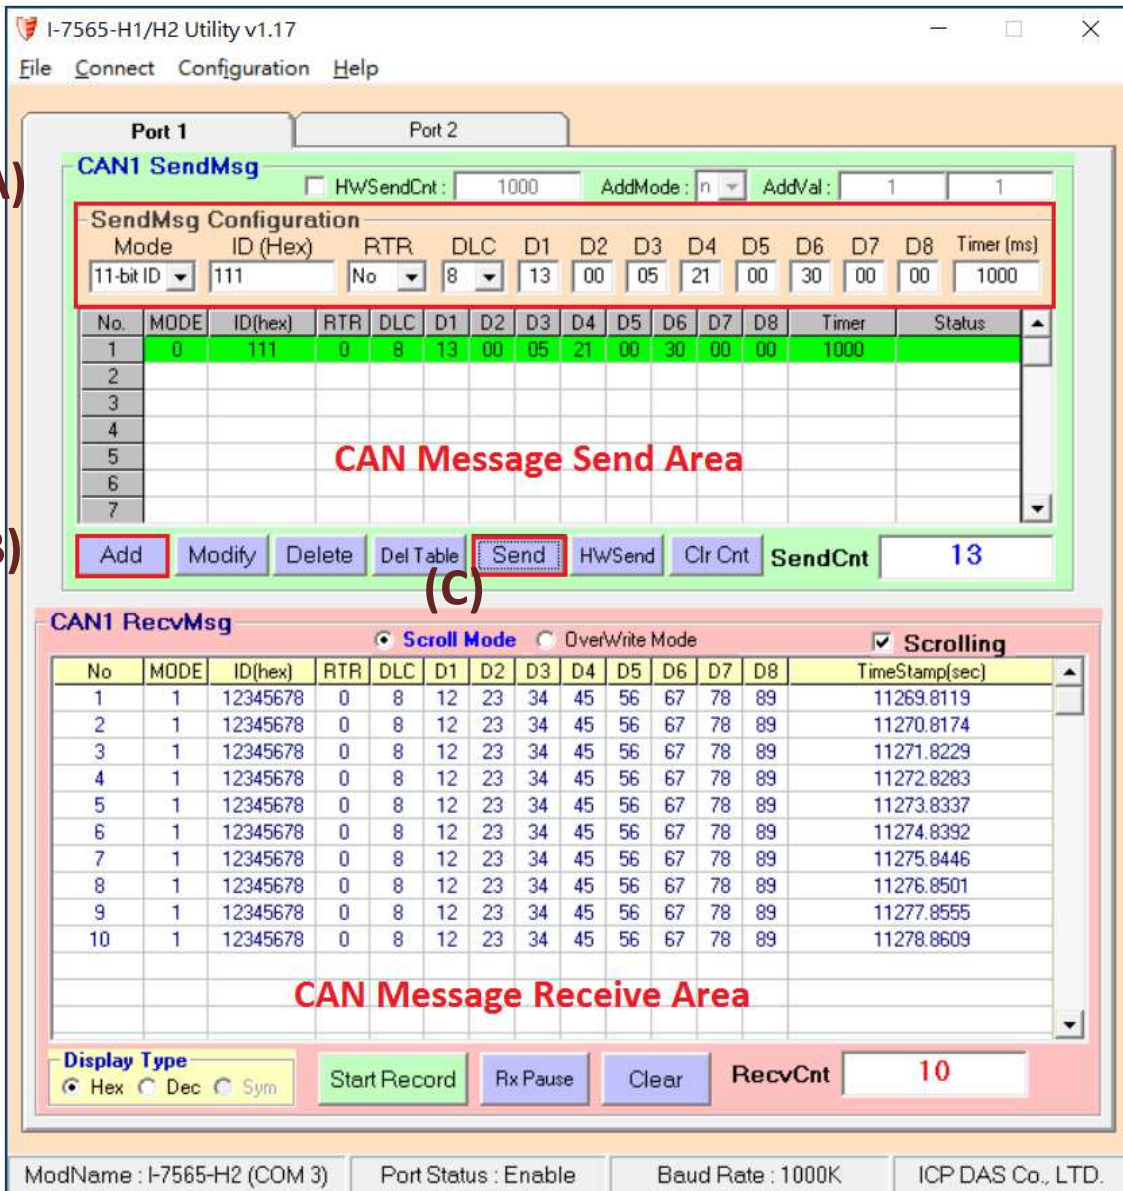 I-7565-H1/H2 Utility v1.17
File Connect Configuration Help
Port 1 Port 2
CAN1 SendMsg
HWSendCnt : 1000 AddMode : n AddVal : 1 1
SendMsg Configuration
Mode ID (Hex) RTR DLC D1 D2 D3 D4 D5 D6 D7 D8 Timer (ms)
11-bit ID 111 No 8 13 00 05 21 00 30 00 00 1000
No. MODE ID(hex) RTR DLC D1 D2 D3 D4 D5 D6 D7 D8 Timer Status
1 0 111 0 8 13 00 05 21 00 30 00 00 1000
2
3
4
5
6
7
CAN Message Send Area
Add Modify Delete Del Table Send HWSend Clr Cnt SendCnt 13
(C)
CAN1 RecvMsg
Scroll Mode OverWrite Mode Scrolling
No MODE ID(hex) RTR DLC D1 D2 D3 D4 D5 D6 D7 D8 TimeStamp(sec)
1 1 12345678 0 8 12 23 34 45 56 67 78 89 11269.8119
2 1 12345678 0 8 12 23 34 45 56 67 78 89 11270.8174
3 1 12345678 0 8 12 23 34 45 56 67 78 89 11271.8229
4 1 12345678 0 8 12 23 34 45 56 67 78 89 11272.8283
5 1 12345678 0 8 12 23 34 45 56 67 78 89 11273.8337
6 1 12345678 0 8 12 23 34 45 56 67 78 89 11274.8392
7 1 12345678 0 8 12 23 34 45 56 67 78 89 11275.8446
8 1 12345678 0 8 12 23 34 45 56 67 78 89 11276.8501
9 1 12345678 0 8 12 23 34 45 56 67 78 89 11277.8555
10 1 12345678 0 8 12 23 34 45 56 67 78 89 11278.8609
CAN Message Receive Area
Display Type
Hex Dec Sym Start Record Rx Pause Clear RecvCnt 10
ModName : I-7565-H2 (COM 3) Port Status : Enable Baud Rate : 1000K ICP DAS Co., LTD.